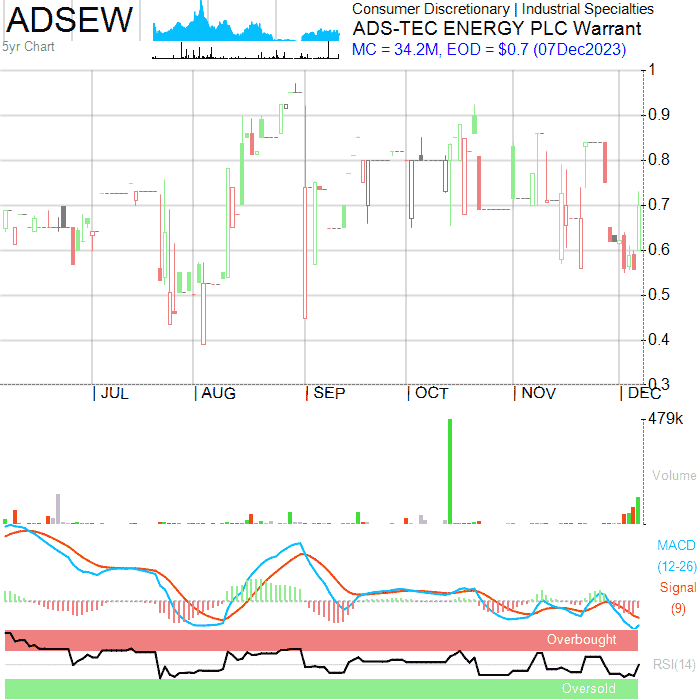 ADSEW
5yr Chart
Consumer Discretionary | Industrial Specialties
ADS-TEC ENERGY PLC Warrant
MC = 34.2M, EOD = $0.7 (07Dec2023)
1
0.9
0.8
0.7
0.6
0.5
0.4
0.3
JUL AUG SEP OCT NOV DEC
479k
Volume
MACD
(12-26)
Signal
(9)
Overbought
RSI(14)
Oversold